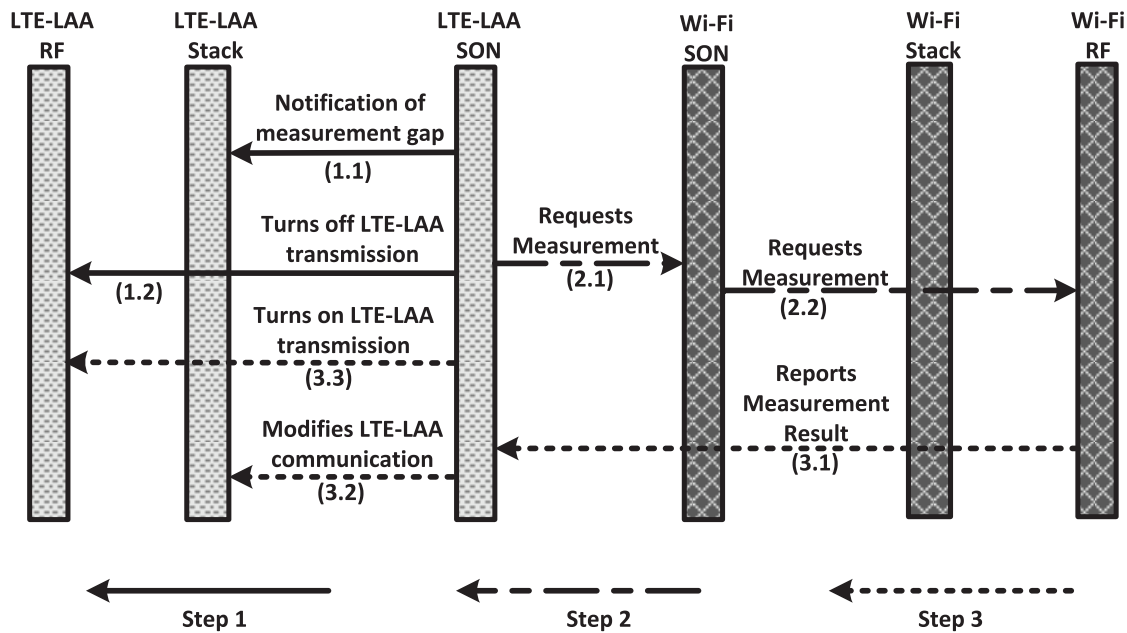 LTE-LAA
RF
LTE-LAA
Stack
LTE-LAA
SON
Wi-Fi
SON
Wi-Fi
Stack
Wi-Fi
RF
Notification of
measurement gap
(1.1)
Turns off LTE-LAA
transmission
(1.2)
Requests
Measurement
(2.1)
Requests
Measurement
(2.2)
Turns on LTE-LAA
transmission
(3.3)
Reports
Measurement
Result
(3.1)
Modifies LTE-LAA
communication
(3.2)
Step 1
Step 2
Step 3